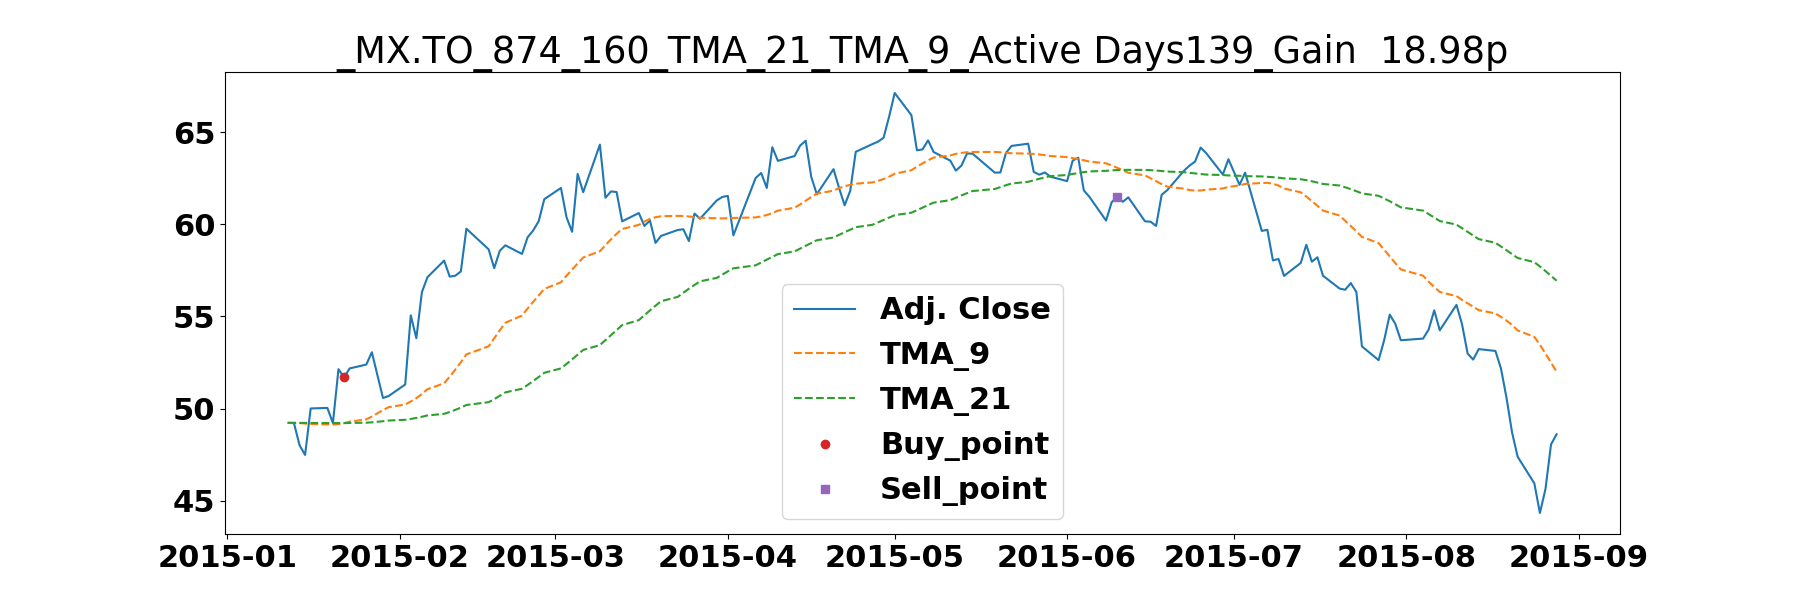 _MX.TO_874_160_TMA_21_TMA_9_Active Days139_Gain  18.98p
65
60
55
50
45
Adj. Close
TMA_9
TMA_21
Buy_point
Sell_point
2015-01 2015-02 2015-03 2015-04 2015-05 2015-06 2015-07 2015-08 2015-09